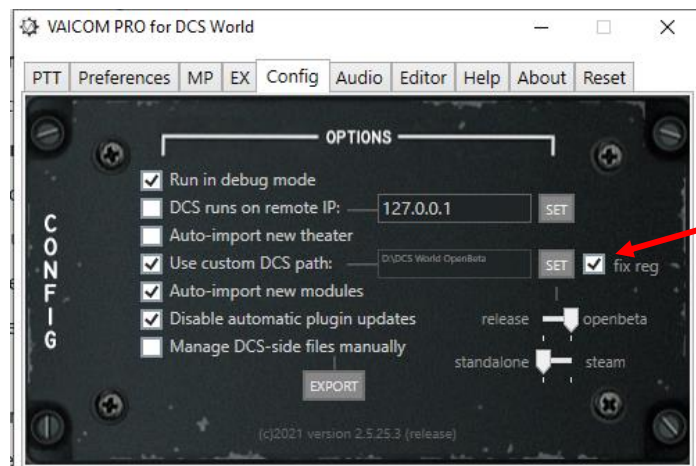 VAICOM PRO for DCS World
PTT Preferences MP EX Config Audio Editor Help About Reset
OPTIONS
CONFIG
Run in debug mode
DCS runs on remote IP: 127.0.0.1 SET
Auto-import new theater
Use custom DCS path: D:\DCS World OpenBeta SET fix reg
Auto-import new modules
Disable automatic plugin updates release openbeta
Manage DCS-side files manually standalone steam
EXPORT
(c)2021 version 2.5.25.3 (release)